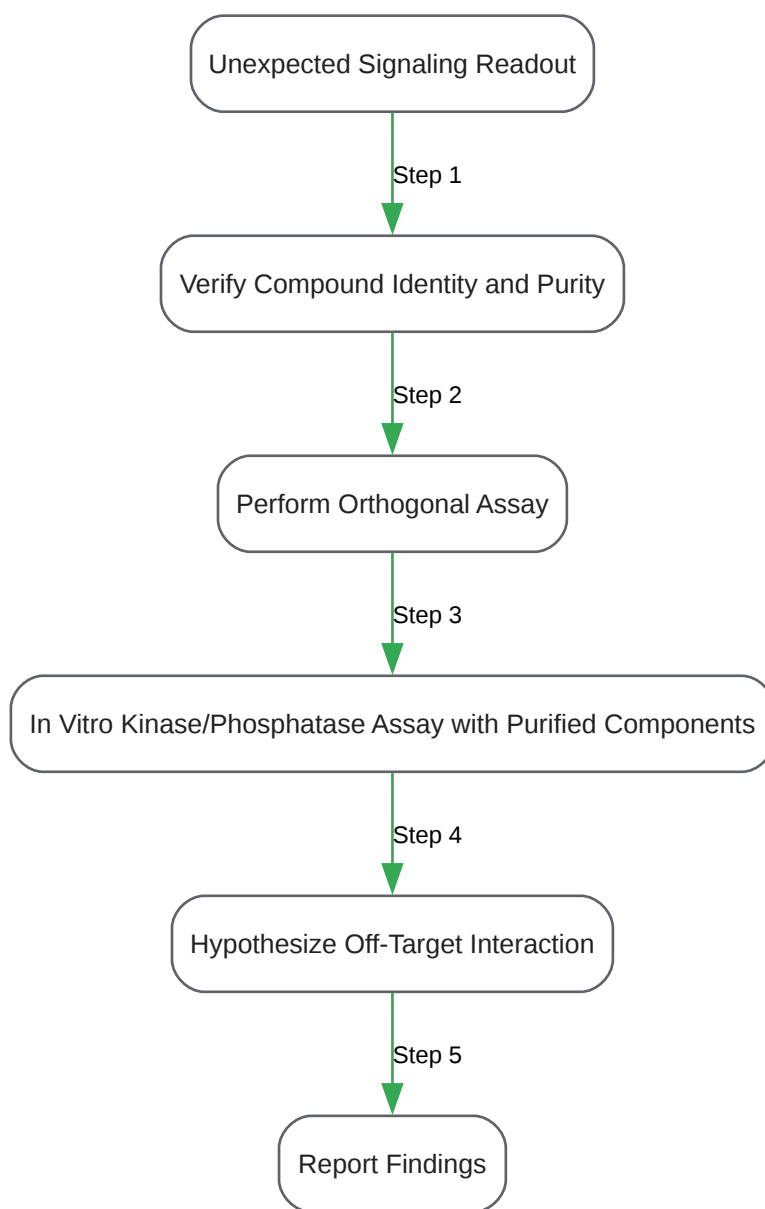 Unexpected Signaling Readout
Step 1
Verify Compound Identity and Purity
Step 2
Perform Orthogonal Assay
Step 3
In Vitro Kinase/Phosphatase Assay with Purified Components
Step 4
Hypothesize Off-Target Interaction
Step 5
Report Findings